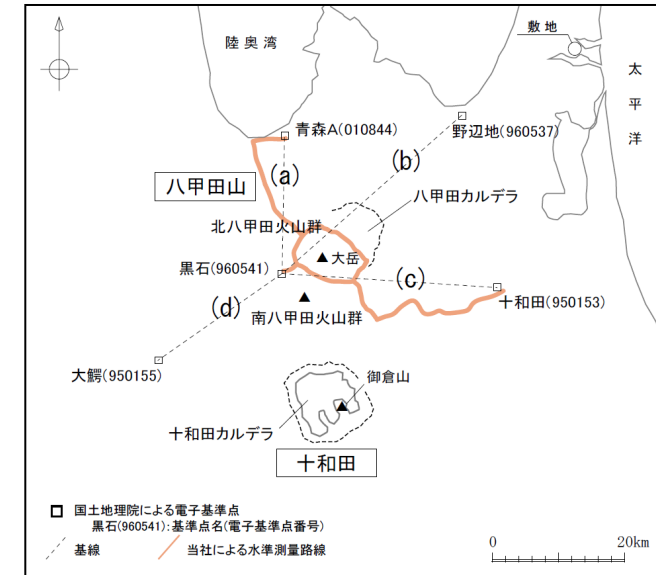 陸奥湾
敷地
太平洋
青森A(010844)
野辺地(960537)
(a)
(b)
八甲田山
八甲田カルデラ
北八甲田火山群
大岳
黒石(960541)
(c)
十和田(950153)
(d)
南八甲田火山群
大鰐(950155)
御倉山
十和田カルデラ
十和田
国土地理院による電子基準点
黒石(960541):基準点名(電子基準点番号)
基線
当社による水準測量路線
0
20km